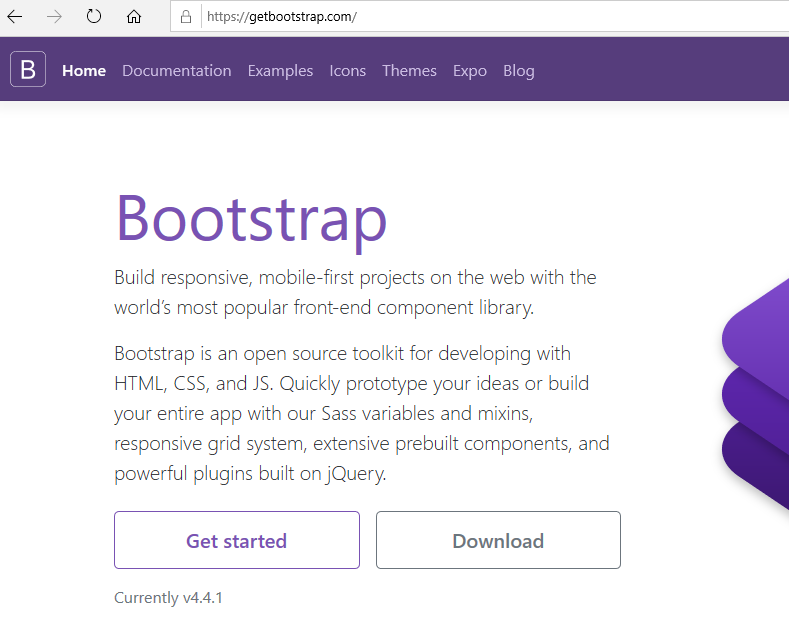 https://getbootstrap.com/
B Home Documentation Examples Icons Themes Expo Blog
Bootstrap
Build responsive, mobile-first projects on the web with the
world’s most popular front-end component library.
Bootstrap is an open source toolkit for developing with
HTML, CSS, and JS. Quickly prototype your ideas or build
your entire app with our Sass variables and mixins,
responsive grid system, extensive prebuilt components, and
powerful plugins built on jQuery.
Get started Download
Currently v4.4.1